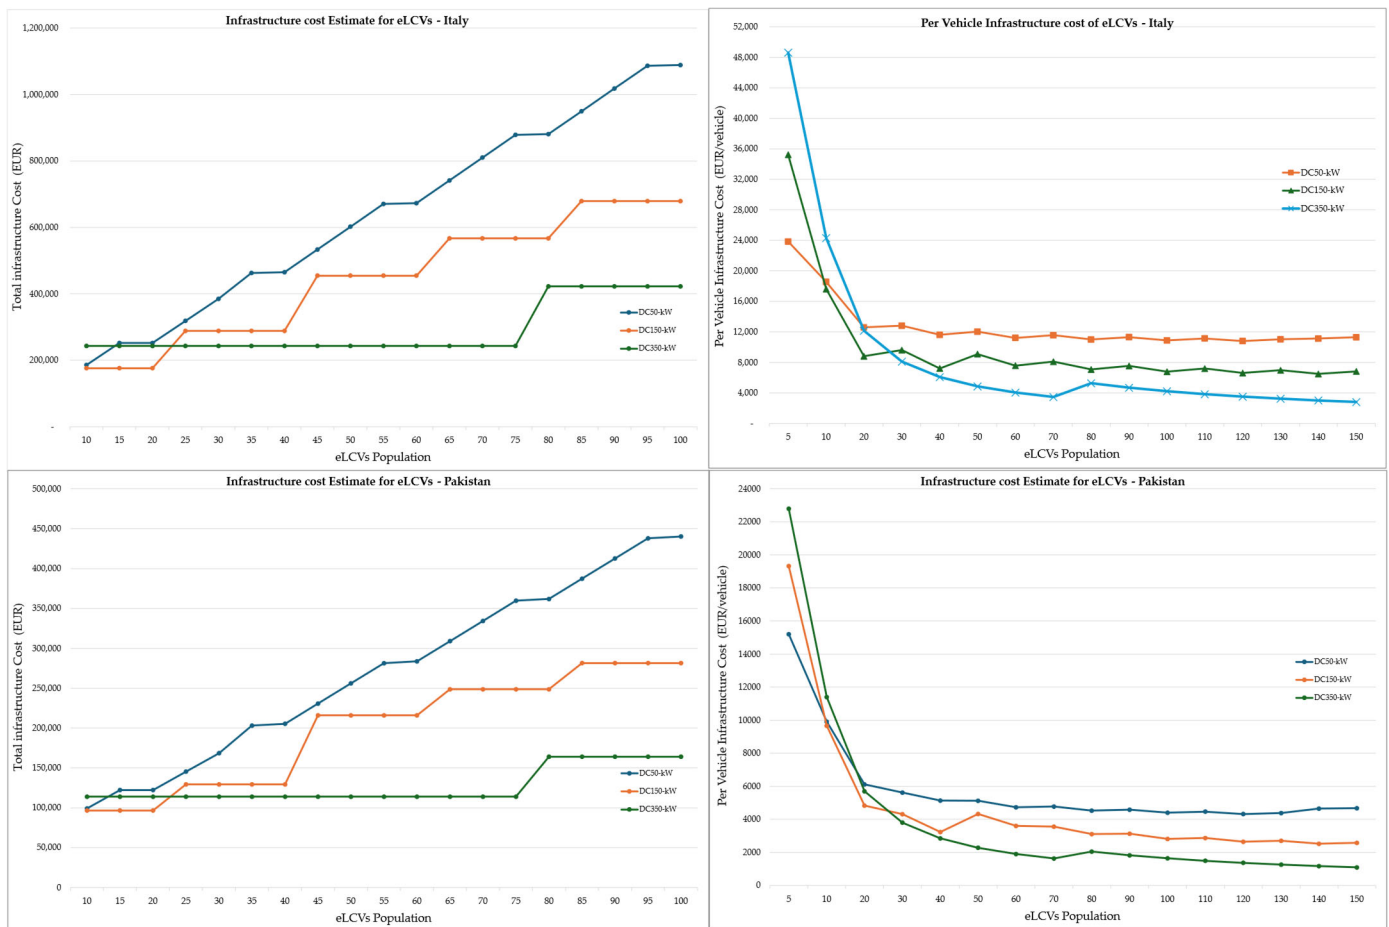 Infrastructure cost Estimate for eLCVs - Italy
Total infrastructure Cost (EUR)
1,200,000
1,000,000
800,000
600,000
400,000
200,000
-
10 15 20 25 30 35 40 45 50 55 60 65 70 75 80 85 90 95 100
eLCVs Population
DC50-kW
DC150-kW
DC350-kW
Per Vehicle Infrastructure cost of eLCVs - Italy
Per Vehicle Infrastructure Cost (EUR/vehicle)
52,000
48,000
44,000
40,000
36,000
32,000
28,000
24,000
20,000
16,000
12,000
8,000
4,000
-
5 10 20 30 40 50 60 70 80 90 100 110 120 130 140 150
eLCVs Population
DC50-kW
DC150-kW
DC350-kW
Infrastructure cost Estimate for eLCVs - Pakistan
Total infrastructure Cost (EUR)
500,000
450,000
400,000
350,000
300,000
250,000
200,000
150,000
100,000
50,000
0
10 15 20 25 30 35 40 45 50 55 60 65 70 75 80 85 90 95 100
eLCVs Population
DC50-kW
DC150-kW
DC350-kW
Infrastructure cost Estimate for eLCVs - Pakistan
Per Vehicle Infrastructure Cost (EUR/vehicle)
24000
22000
20000
18000
16000
14000
12000
10000
8000
6000
4000
2000
0
5 10 20 30 40 50 60 70 80 90 100 110 120 130 140 150
eLCVs Population
DC50-kW
DC150-kW
DC350-kW